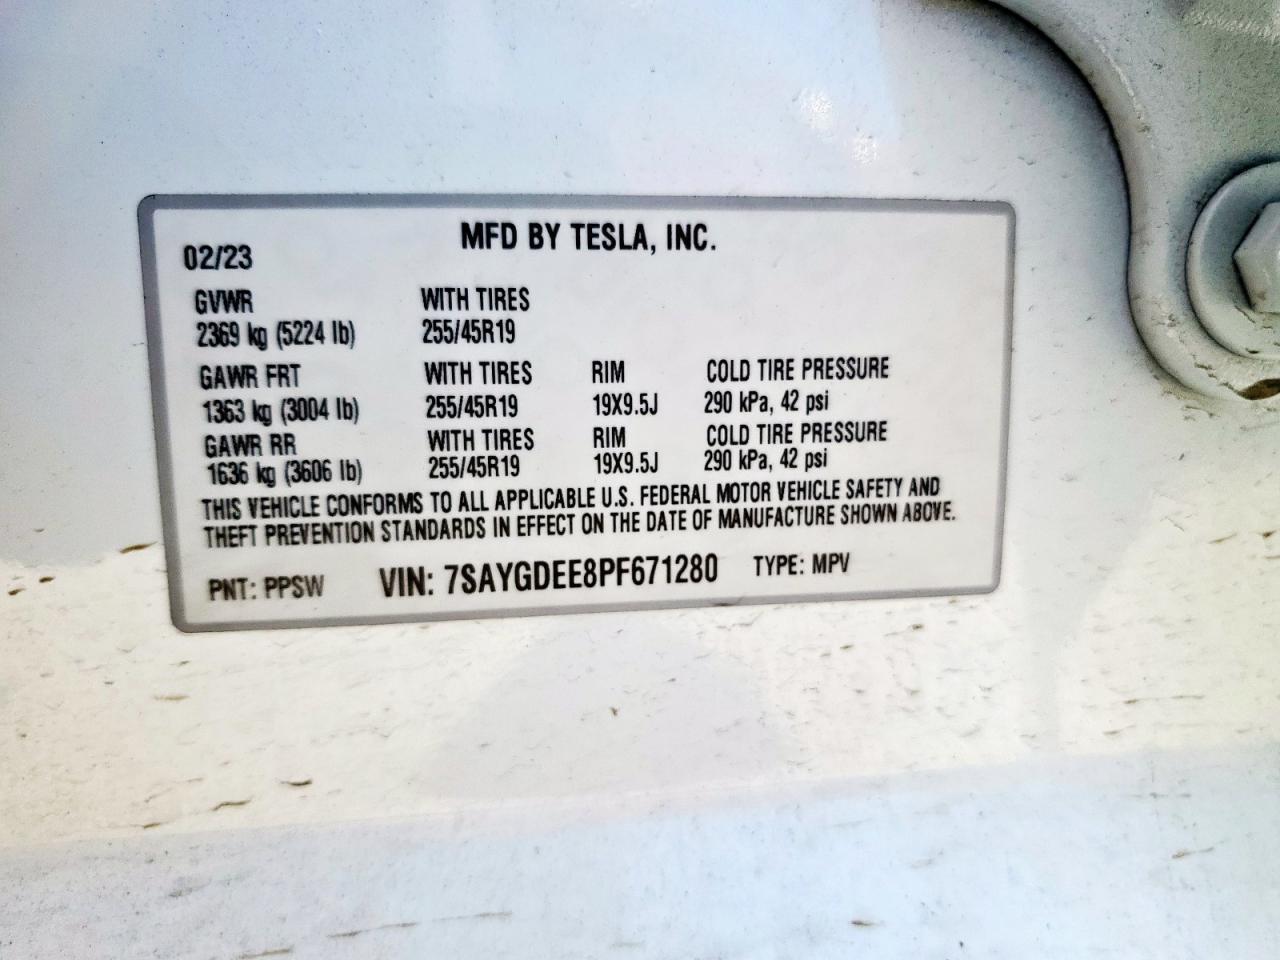 MFD BY TESLA, INC.
02/23
GVWR WITH TIRES
2369 kg (5224 lb) 255/45R19
GAWR FRT WITH TIRES RIM COLD TIRE PRESSURE
1363 kg (3004 lb) 255/45R19 19X9.5J 290 kPa, 42 psi
GAWR RR WITH TIRES RIM COLD TIRE PRESSURE
1636 kg (3606 lb) 255/45R19 19X9.5J 290 kPa, 42 psi
THIS VEHICLE CONFORMS TO ALL APPLICABLE U.S. FEDERAL MOTOR VEHICLE SAFETY AND
THEFT PREVENTION STANDARDS IN EFFECT ON THE DATE OF MANUFACTURE SHOWN ABOVE.
PNT: PPSW VIN: 7SAYGDEE8PF671280 TYPE: MPV